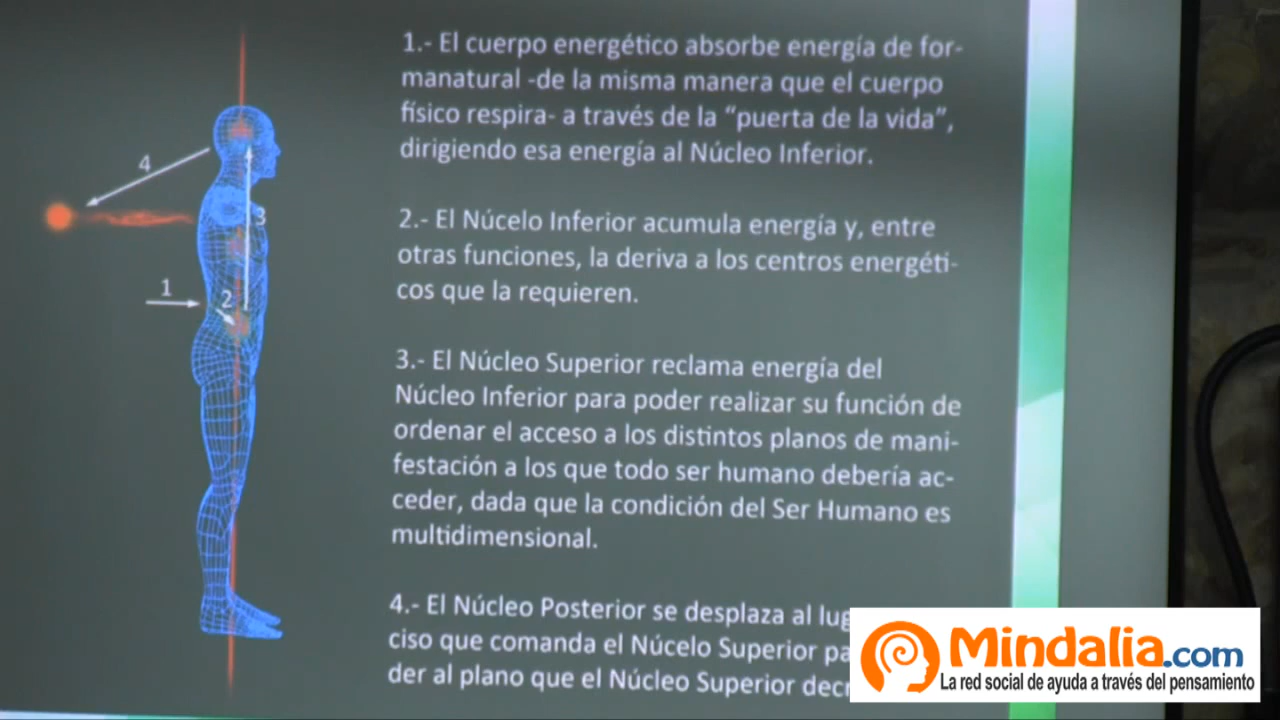 1.- El cuerpo energético absorbe energía de for-
manatural -de la misma manera que el cuerpo
físico respira- a través de la “puerta de la vida”,
dirigiendo esa energía al Núcleo Inferior.
2.- El Núcelo Inferior acumula energía y, entre
otras funciones, la deriva a los centros energéti-
cos que la requieren.
3.- El Núcleo Superior reclama energía del
Núcleo Inferior para poder realizar su función de
ordenar el acceso a los distintos planos de mani-
festación a los que todo ser humano debería ac-
ceder, dada que la condición del Ser Humano es
multidimensional.
4.- El Núcleo Posterior se desplaza al lug
ciso que comanda el Núcelo Superior pa
der al plano que el Núcleo Superior decr
4
3
1
2
Mindalia.com
La red social de ayuda a través del pensamiento